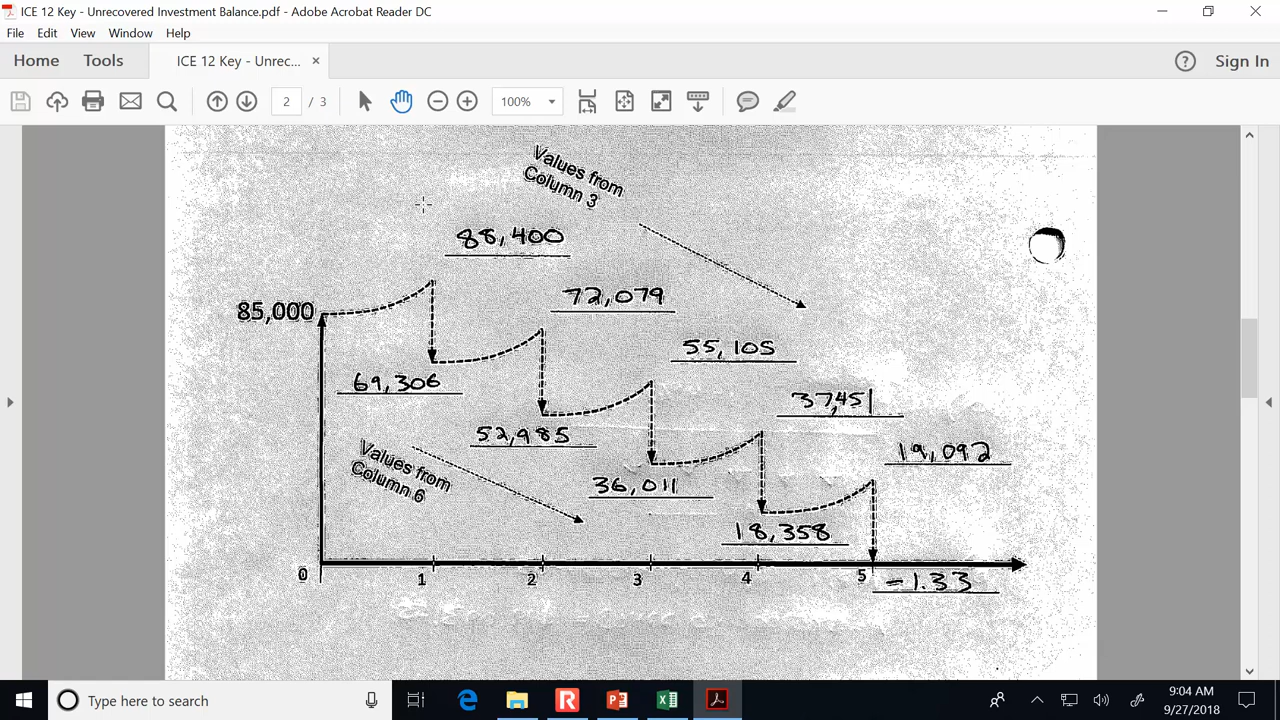 ICE 12 Key - Unrecovered Investment Balance.pdf - Adobe Acrobat Reader DC
File Edit View Window Help
Home Tools ICE 12 Key - Unrec... × Sign In
2 / 3 100%
Values from
Column 3
88,400
72,079
85,000
55,105
69,306
37,451
52,985
19,092
Values from
Column 6
36,011
18,358
0 1 2 3 4 5 -1.33
Type here to search
9:04 AM
9/27/2018